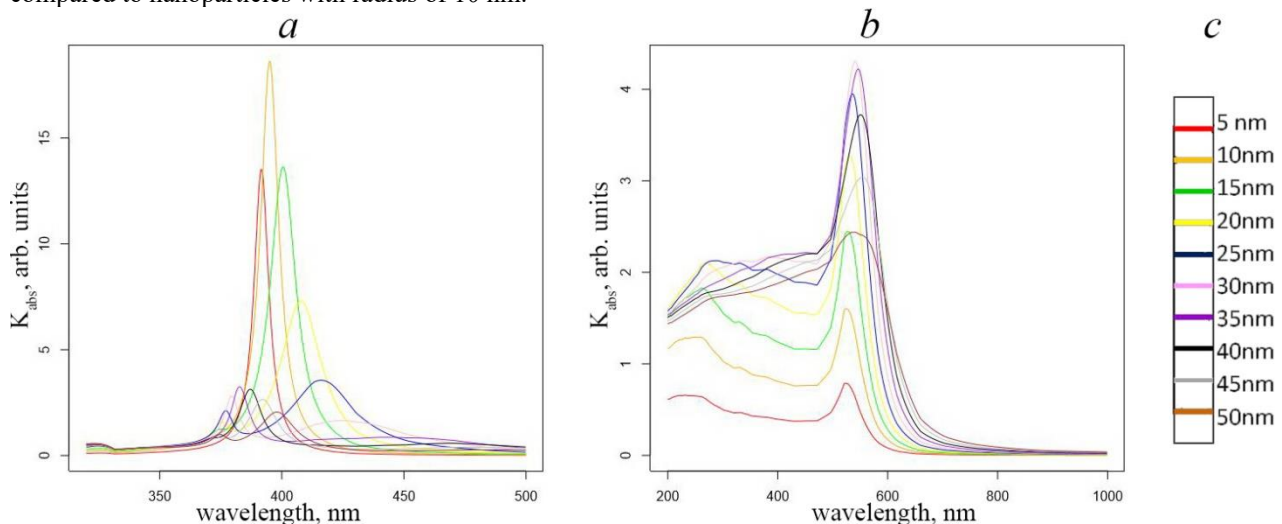 compared to nanoparticles with radius of 10 nm.
a
b
c
K_abs, arb. units
15
10
5
0
350
400
450
500
wavelength, nm
K_abs, arb. units
4
3
2
1
0
200
400
600
800
1000
wavelength, nm
5 nm
10nm
15nm
20nm
25nm
30nm
35nm
40nm
45nm
50nm